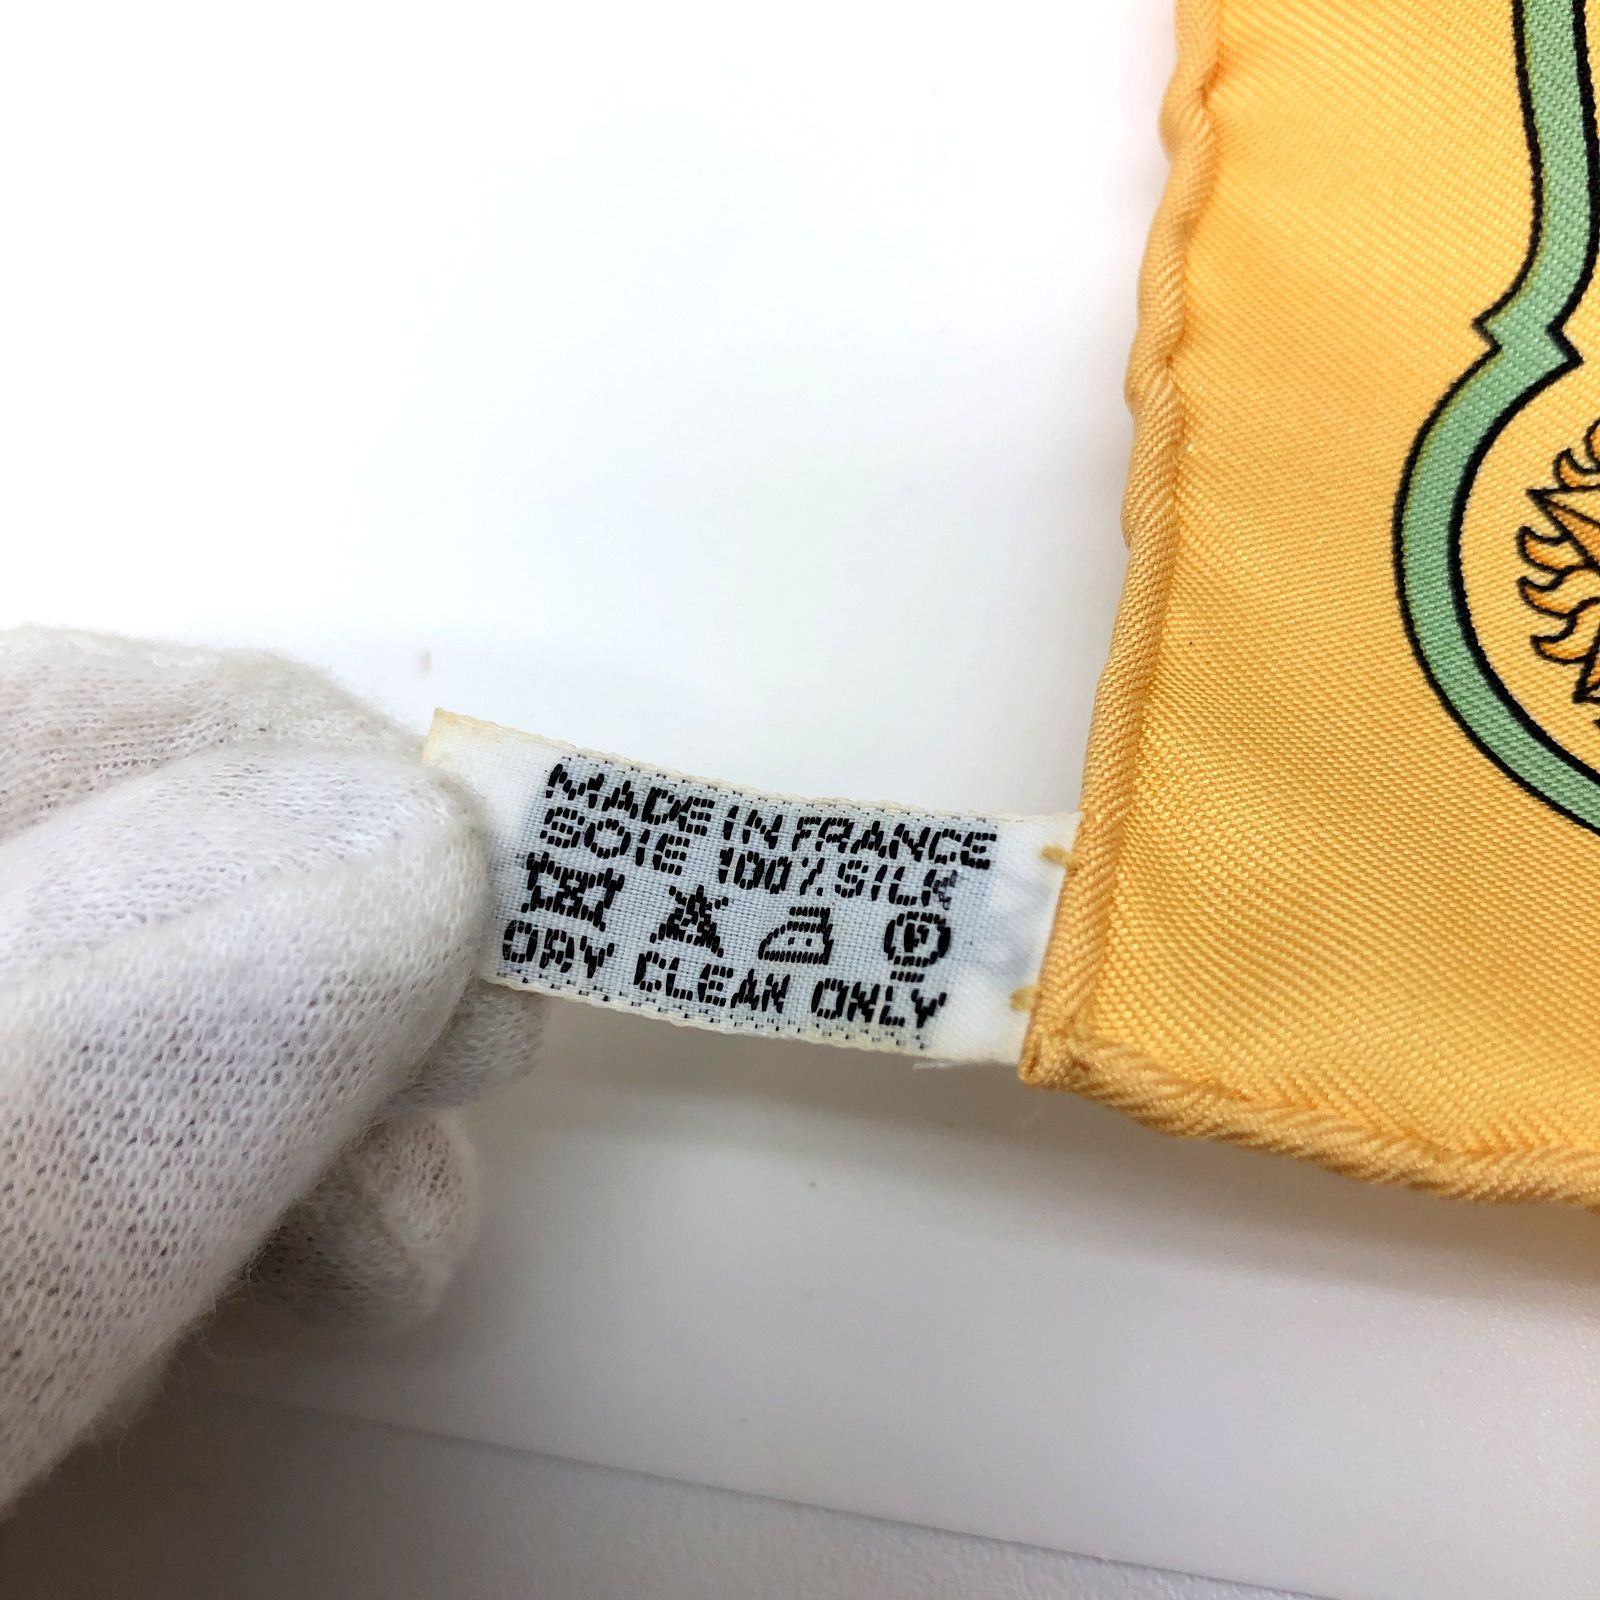 MADE IN FRANCE
SOIE 100% SILK
P
DRY CLEAN ONLY